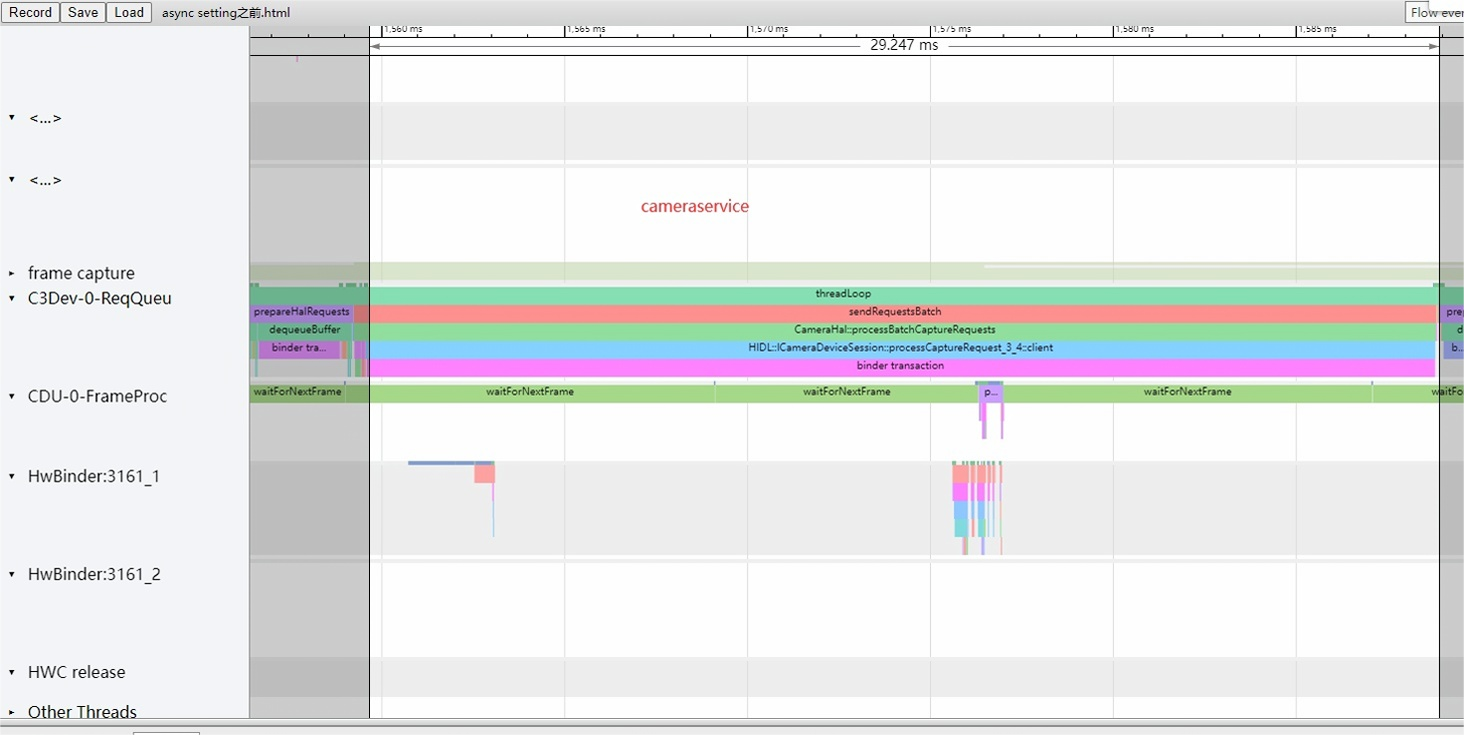 Record Save Load async setting之前.html Flow ever
1,560 ms 1,565 ms 1,570 ms 1,575 ms 1,580 ms 1,585 ms
29.247 ms
<...>
<...>
cameraservice
frame capture
C3Dev-0-ReqQueu
threadLoop
prepareHalRequests sendRequestsBatch prep
dequeueBuffer CameraHal::processBatchCaptureRequests d
binder tra... HIDL::ICameraDeviceSession::processCaptureRequest_3_4::client b...
binder transaction
CDU-0-FrameProc
waitForNextFrame waitForNextFrame waitForNextFrame p... waitForNextFrame waitFo
HwBinder:3161_1
HwBinder:3161_2
HWC release
Other Threads